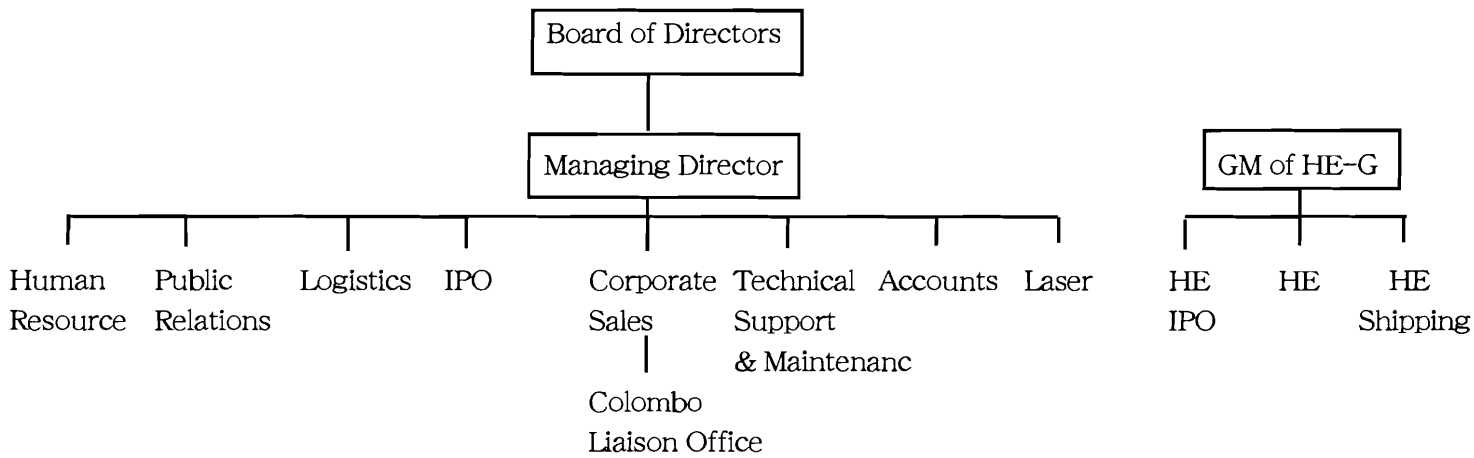 Board of Directors
Managing Director
GM of HE-G
Human
Resource
Public
Relations
Logistics
IPO
Corporate
Sales
Technical
Support
& Maintenanc
Accounts
Laser
HE
IPO
HE
HE
Shipping
Colombo
Liaison Office